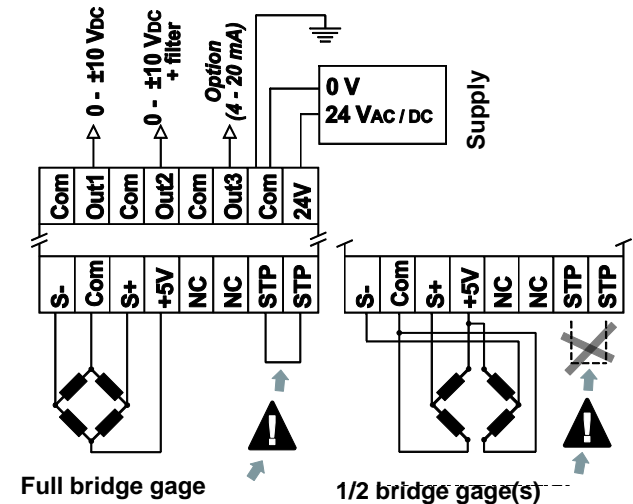 0 - ±10 VDC
0 - ±10 VDC
+ filter
Option
(4 - 20 mA)
0 V
24 VAC / DC
Supply
Com
Out1
Com
Out2
Com
Out3
Com
24V
S-
Com
S+
+5V
NC
NC
STP
STP
S-
Com
S+
+5V
NC
NC
STP
STP
!
!
Full bridge gage
1/2 bridge gage(s)